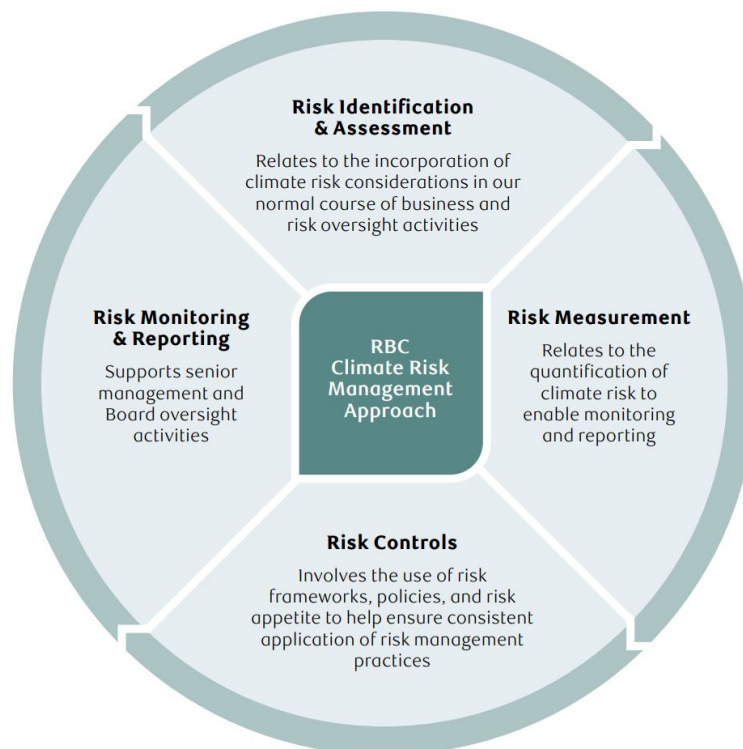 Risk Identification
& Assessment
Relates to the incorporation of
climate risk considerations in our
normal course of business and
risk oversight activities
Risk Monitoring
& Reporting
Supports senior
management and
Board oversight
activities
RBC
Climate Risk
Management
Approach
Risk Measurement
Relates to the
quantification of
climate risk to
enable monitoring
and reporting
Risk Controls
Involves the use of risk
frameworks, policies, and risk
appetite to help ensure consistent
application of risk management
practices